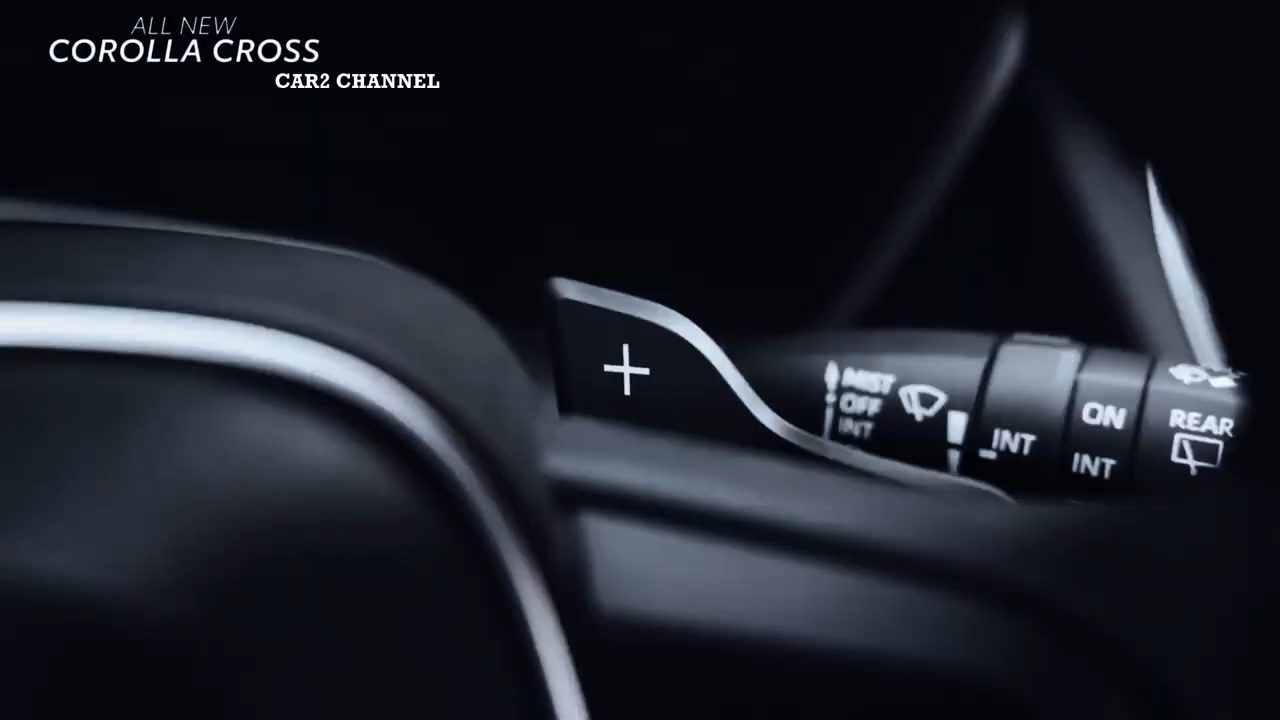 ALL NEW
COROLLA CROSS
CAR2 CHANNEL
+
MIST
OFF
INT
INT
ON
INT
REAR